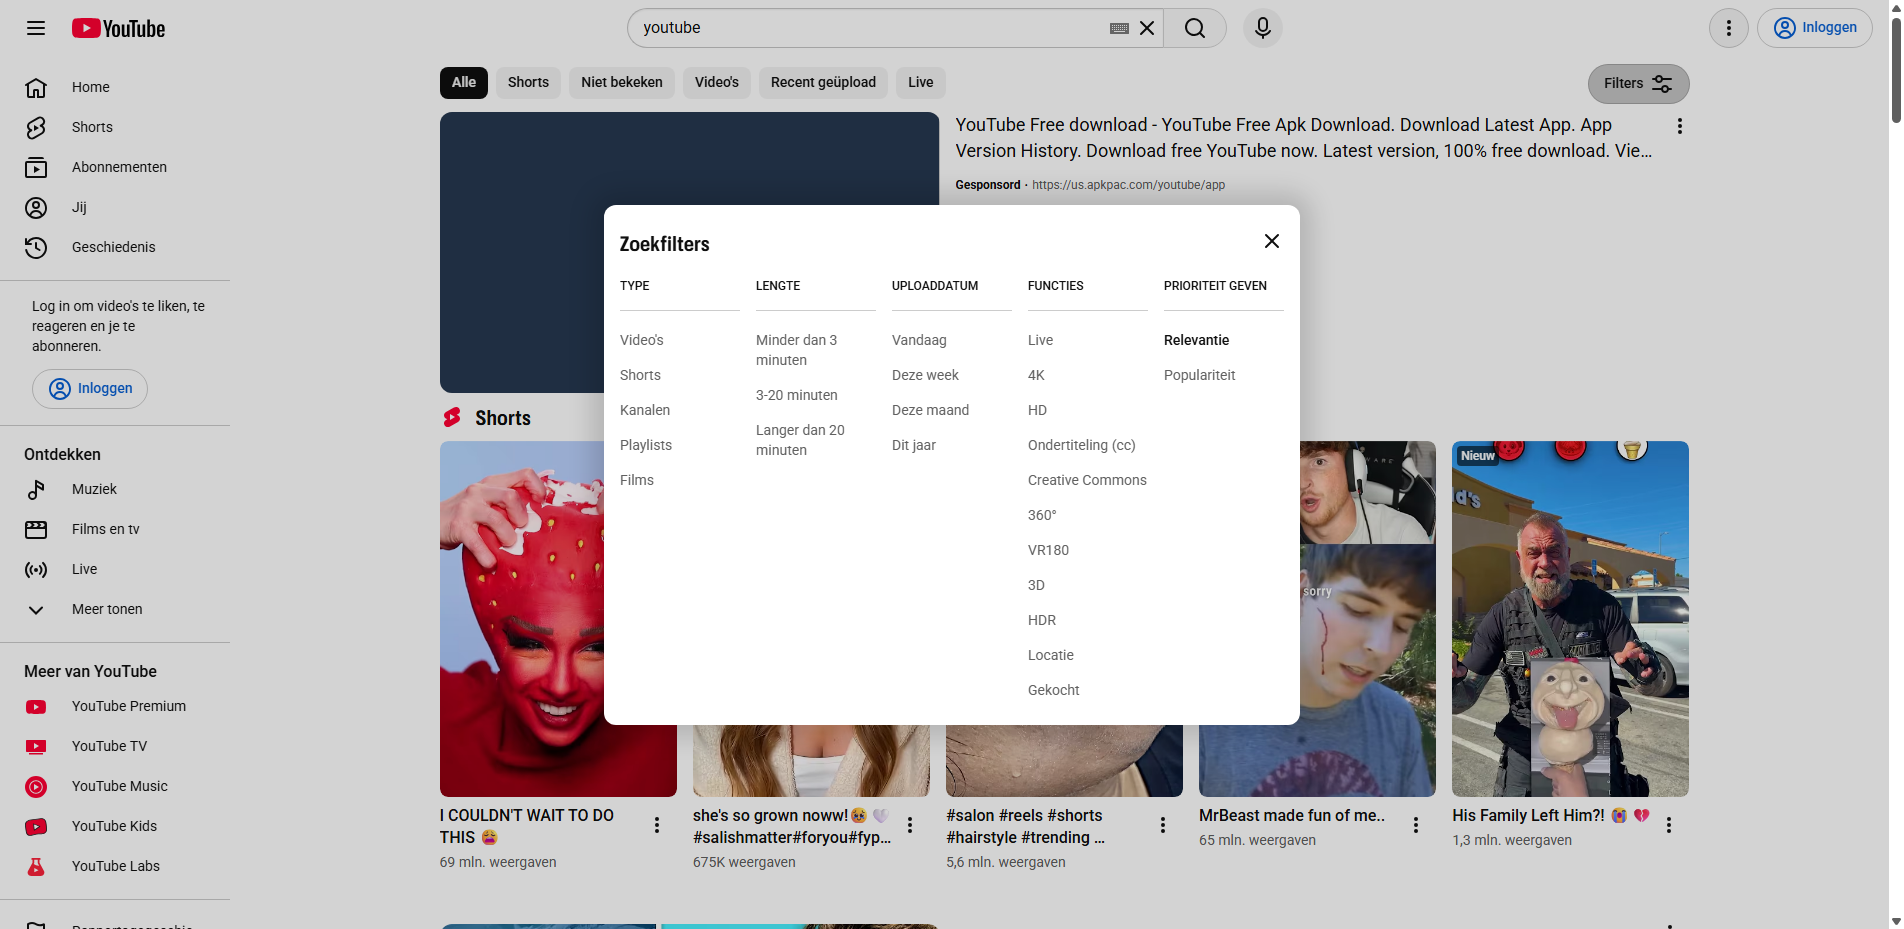 YouTube
youtube
Inloggen
Home
Shorts
Abonnementen
Jij
Geschiedenis
Log in om video's te liken, te
reageren en je te
abonneren.
Inloggen
Ontdekken
Muziek
Films en tv
Live
Meer tonen
Meer van YouTube
YouTube Premium
YouTube TV
YouTube Music
YouTube Kids
YouTube Labs
Alle
Shorts
Niet bekeken
Video's
Recent geüpload
Live
Filters
YouTube Free download - YouTube Free Apk Download. Download Latest App. App
Version History. Download free YouTube now. Latest version, 100% free download. Vie...
Gesponsord · https://us.apkpac.com/youtube/app
Zoekfilters
TYPE
Video's
Shorts
Kanalen
Playlists
Films
LENGTE
Minder dan 3
minuten
3-20 minuten
Langer dan 20
minuten
UPLOADDATUM
Vandaag
Deze week
Deze maand
Dit jaar
FUNCTIES
Live
4K
HD
Ondertiteling (cc)
Creative Commons
360°
VR180
3D
HDR
Locatie
Gekocht
PRIORITEIT GEVEN
Relevantie
Populariteit
Shorts
sorry
Nieuw
I COULDN'T WAIT TO DO
THIS 😩
69 mln. weergaven
she's so grown noww!🥹🤍
#salishmatter#foryou#fyp...
675K weergaven
#salon #reels #shorts
#hairstyle #trending ...
5,6 mln. weergaven
MrBeast made fun of me..
65 mln. weergaven
His Family Left Him?! 😭 💔
1,3 mln. weergaven